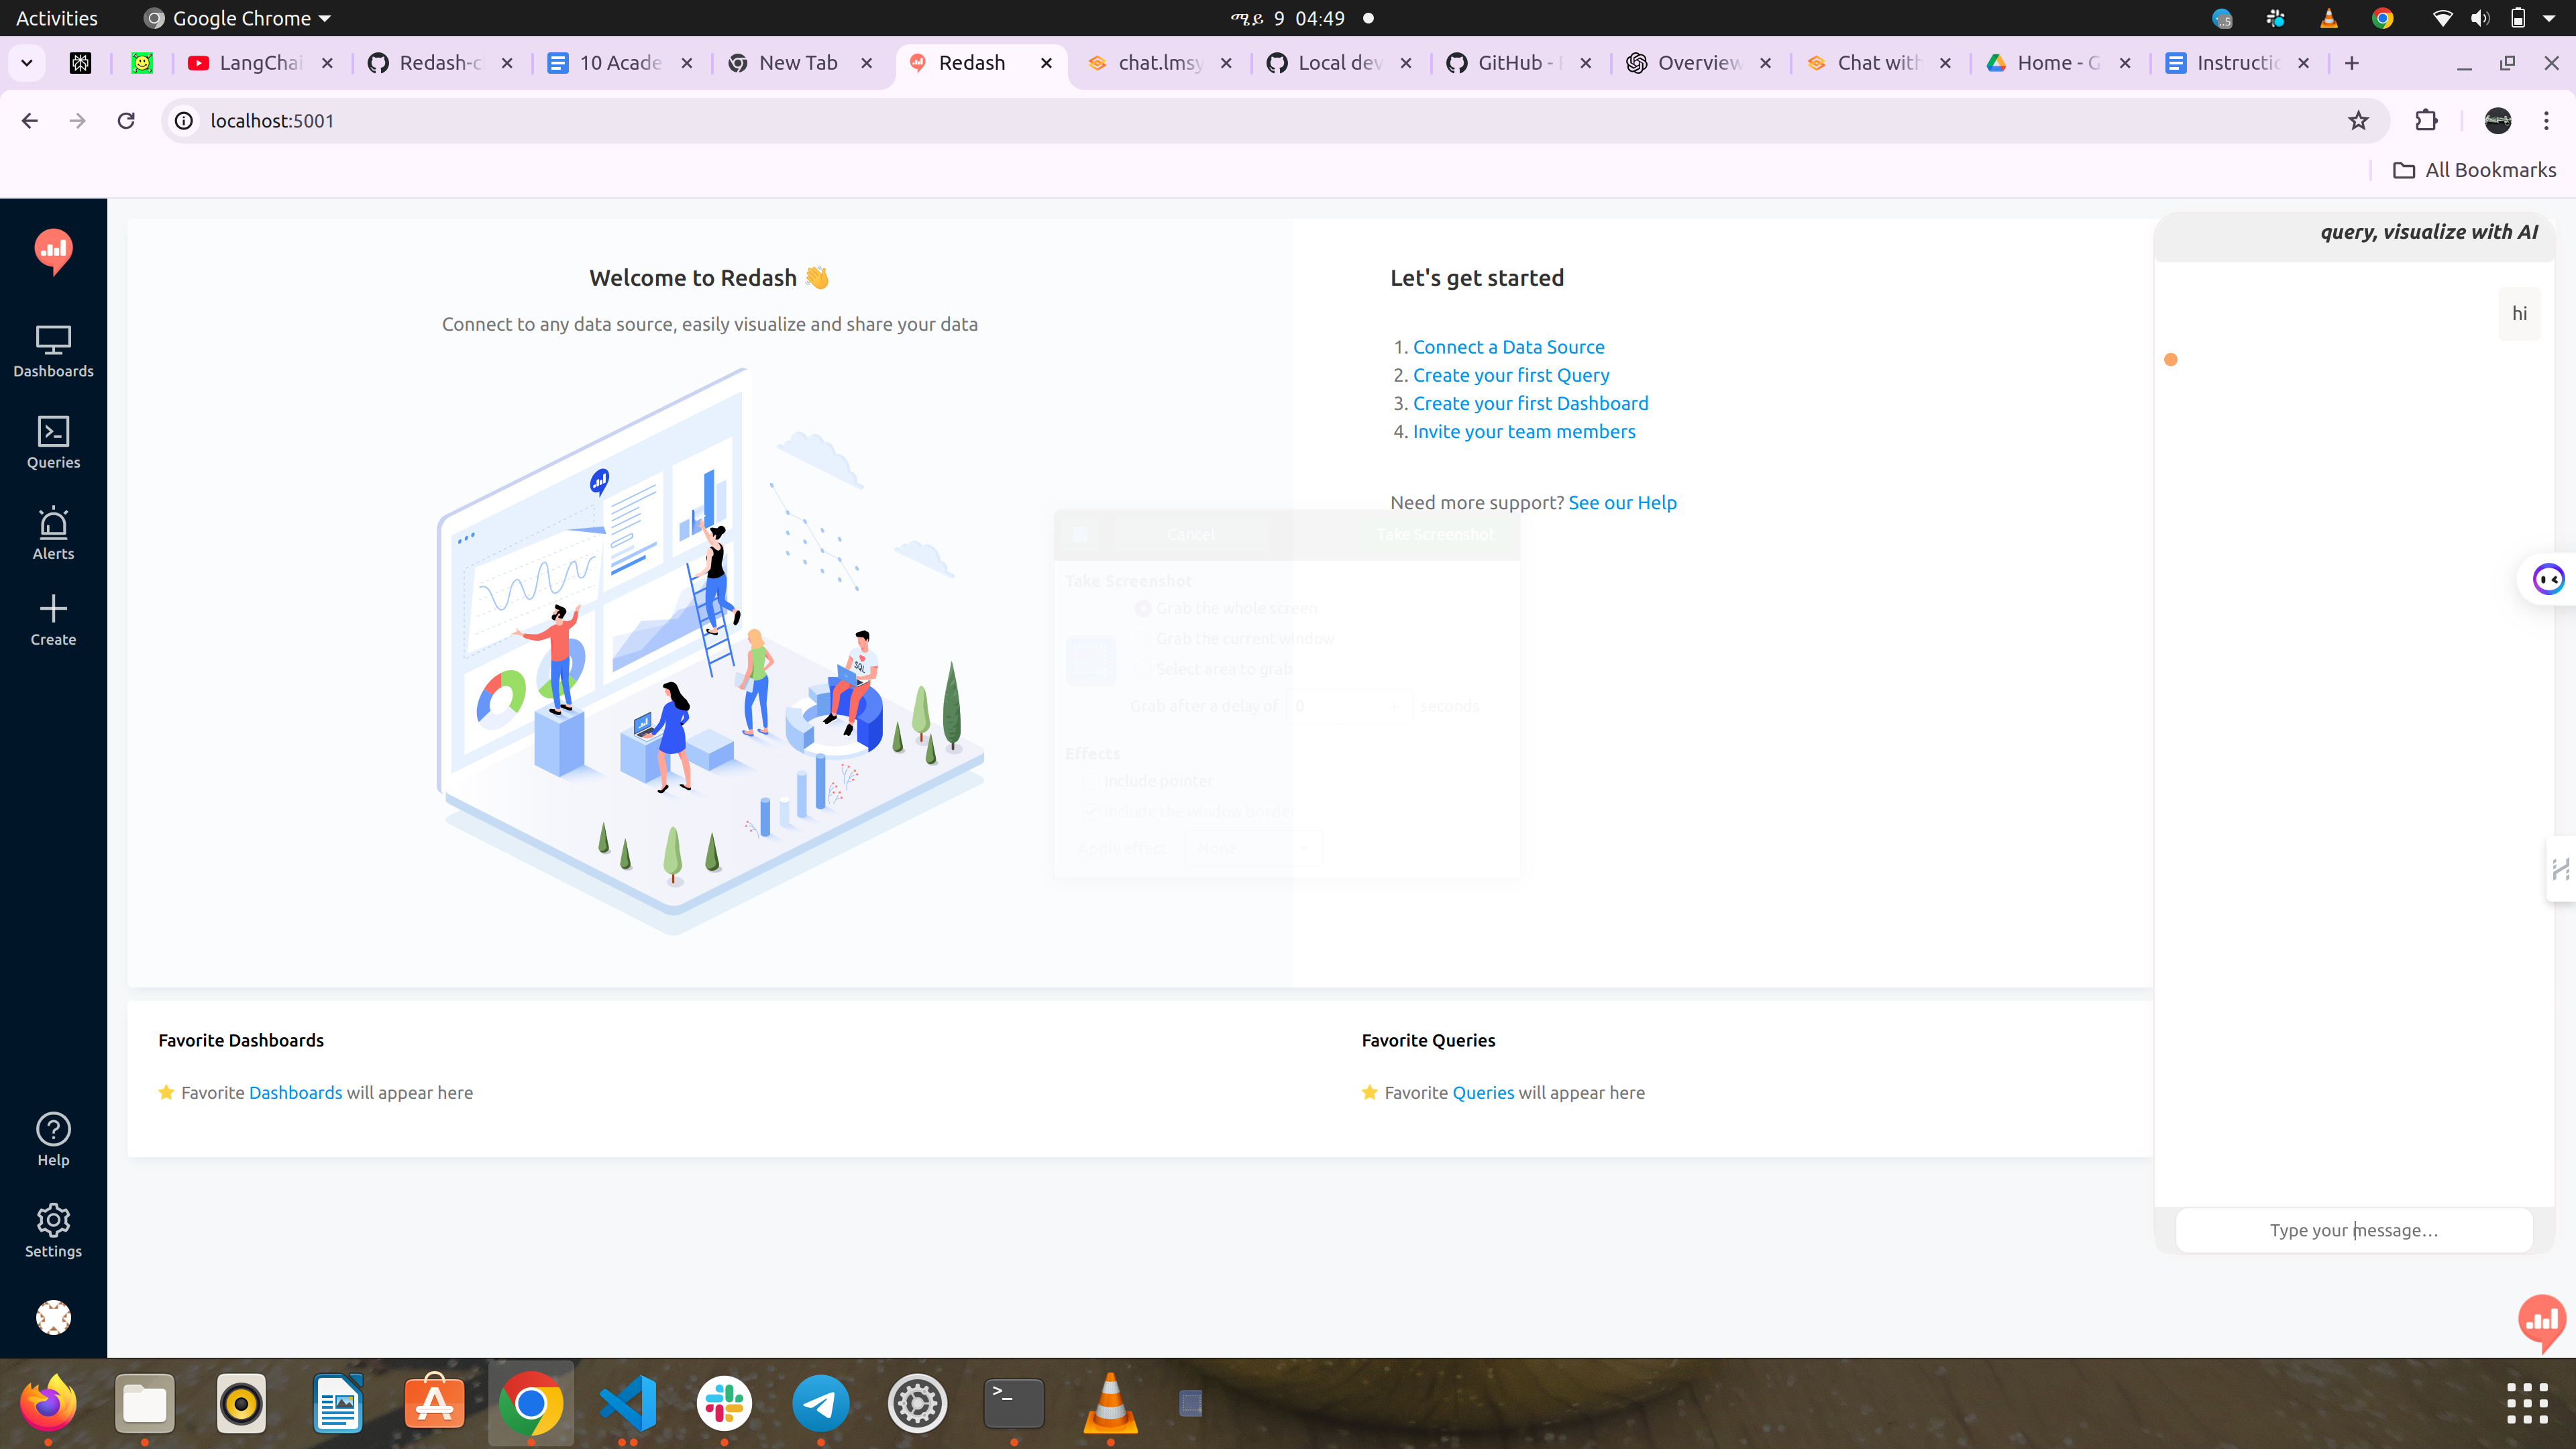 Activities
Google Chrome
ሜይ 9 04:49
LangChai
Redash-c
10 Acade
New Tab
Redash
chat.lmsy
Local dev
GitHub -
Overview
Chat with
Home - G
Instructio
localhost:5001
All Bookmarks
Dashboards
Queries
Alerts
Create
Help
Settings
Welcome to Redash 👋
Connect to any data source, easily visualize and share your data
SQL
Let's get started
1. Connect a Data Source
2. Create your first Query
3. Create your first Dashboard
4. Invite your team members
Need more support? See our Help
Cancel
Take Screenshot
Take Screenshot
Grab the whole screen
Grab the current window
Select area to grab
Grab after a delay of 0 + seconds
Effects
Include pointer
Include the window border
Apply effect
None
Favorite Dashboards
Favorite Dashboards will appear here
Favorite Queries
Favorite Queries will appear here
query, visualize with AI
hi
Type your message...